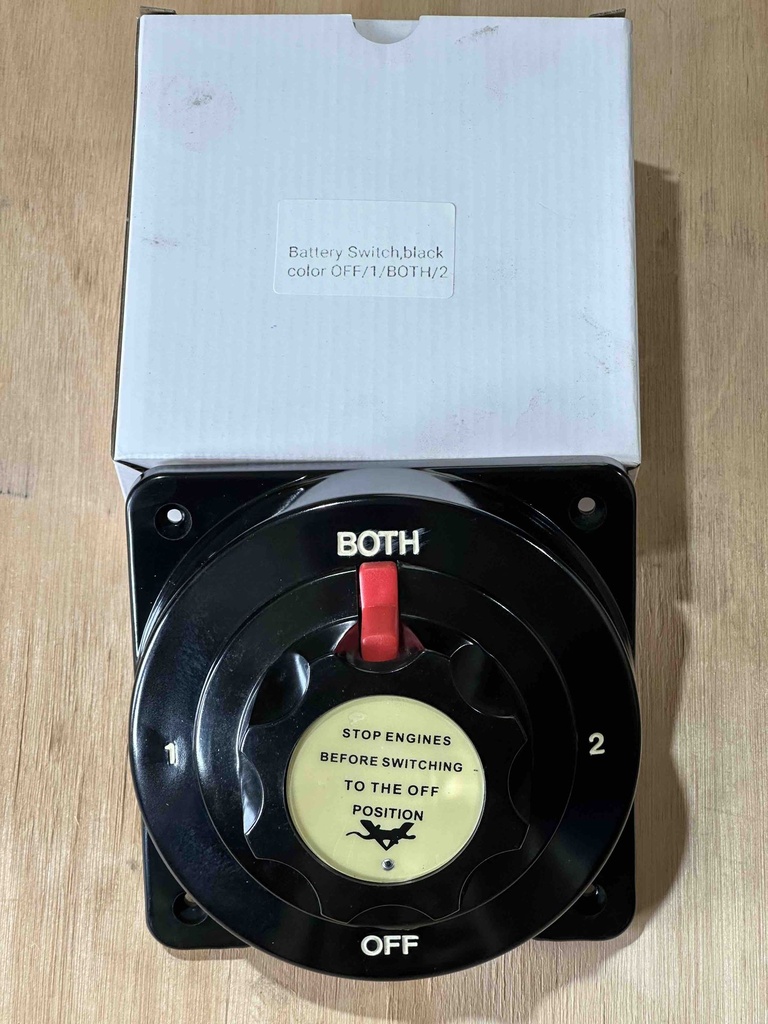 Battery Switch,black
color OFF/1/BOTH/2
BOTH
1
2
STOP ENGINES
BEFORE SWITCHING
TO THE OFF
POSITION
OFF